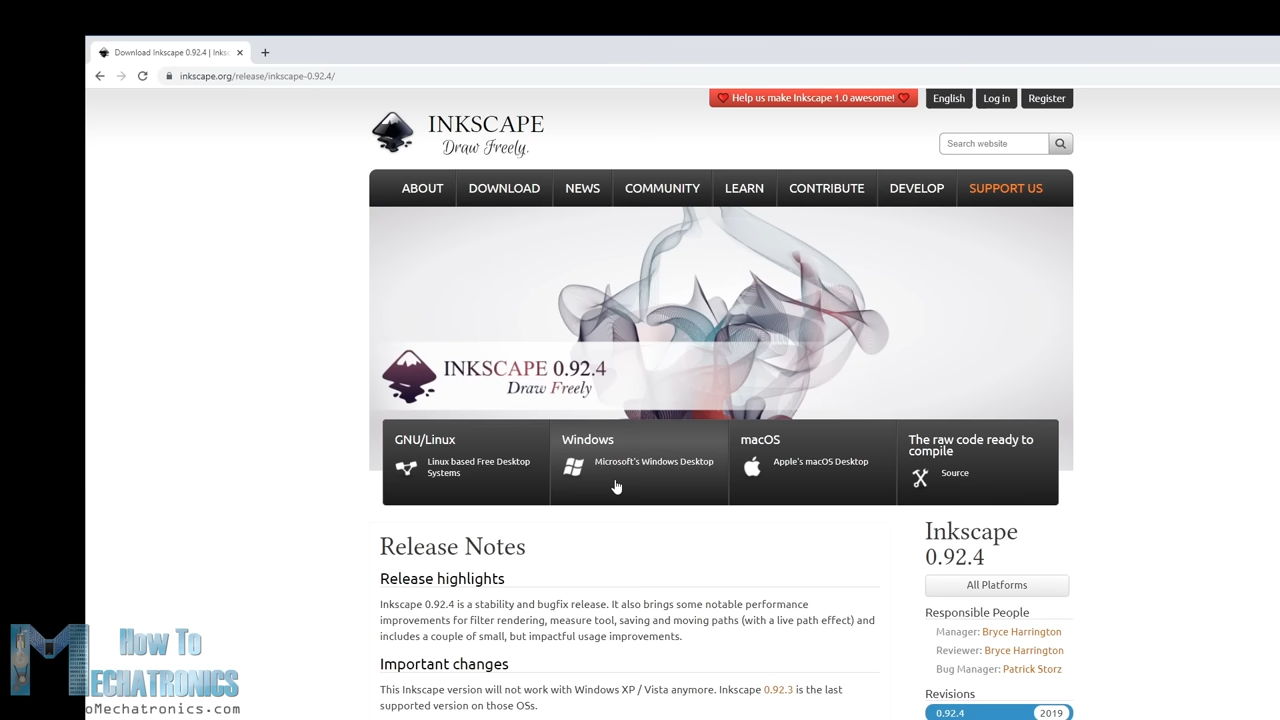 Download Inkscape 0.92.4 | Inks
inkscape.org/release/inkscape-0.92.4/
Help us make Inkscape 1.0 awesome!
English
Log in
Register
INKSCAPE
Draw Freely.
Search website
ABOUT
DOWNLOAD
NEWS
COMMUNITY
LEARN
CONTRIBUTE
DEVELOP
SUPPORT US
INKSCAPE 0.92.4
Draw Freely
GNU/Linux
Linux based Free Desktop
Systems
Windows
Microsoft's Windows Desktop
macOS
Apple's macOS Desktop
The raw code ready to
compile
Source
Release Notes
Release highlights
Inkscape 0.92.4 is a stability and bugfix release. It also brings some notable performance
improvements for filter rendering, measure tool, saving and moving paths (with a live path effect) and
includes a couple of small, but impactful usage improvements.
Important changes
This Inkscape version will not work with Windows XP / Vista anymore. Inkscape 0.92.3 is the last
supported version on those OSs.
Inkscape
0.92.4
All Platforms
Responsible People
Manager: Bryce Harrington
Reviewer: Bryce Harrington
Bug Manager: Patrick Storz
Revisions
0.92.4
2019
How To
MECHATRONICS
oMechatronics.com